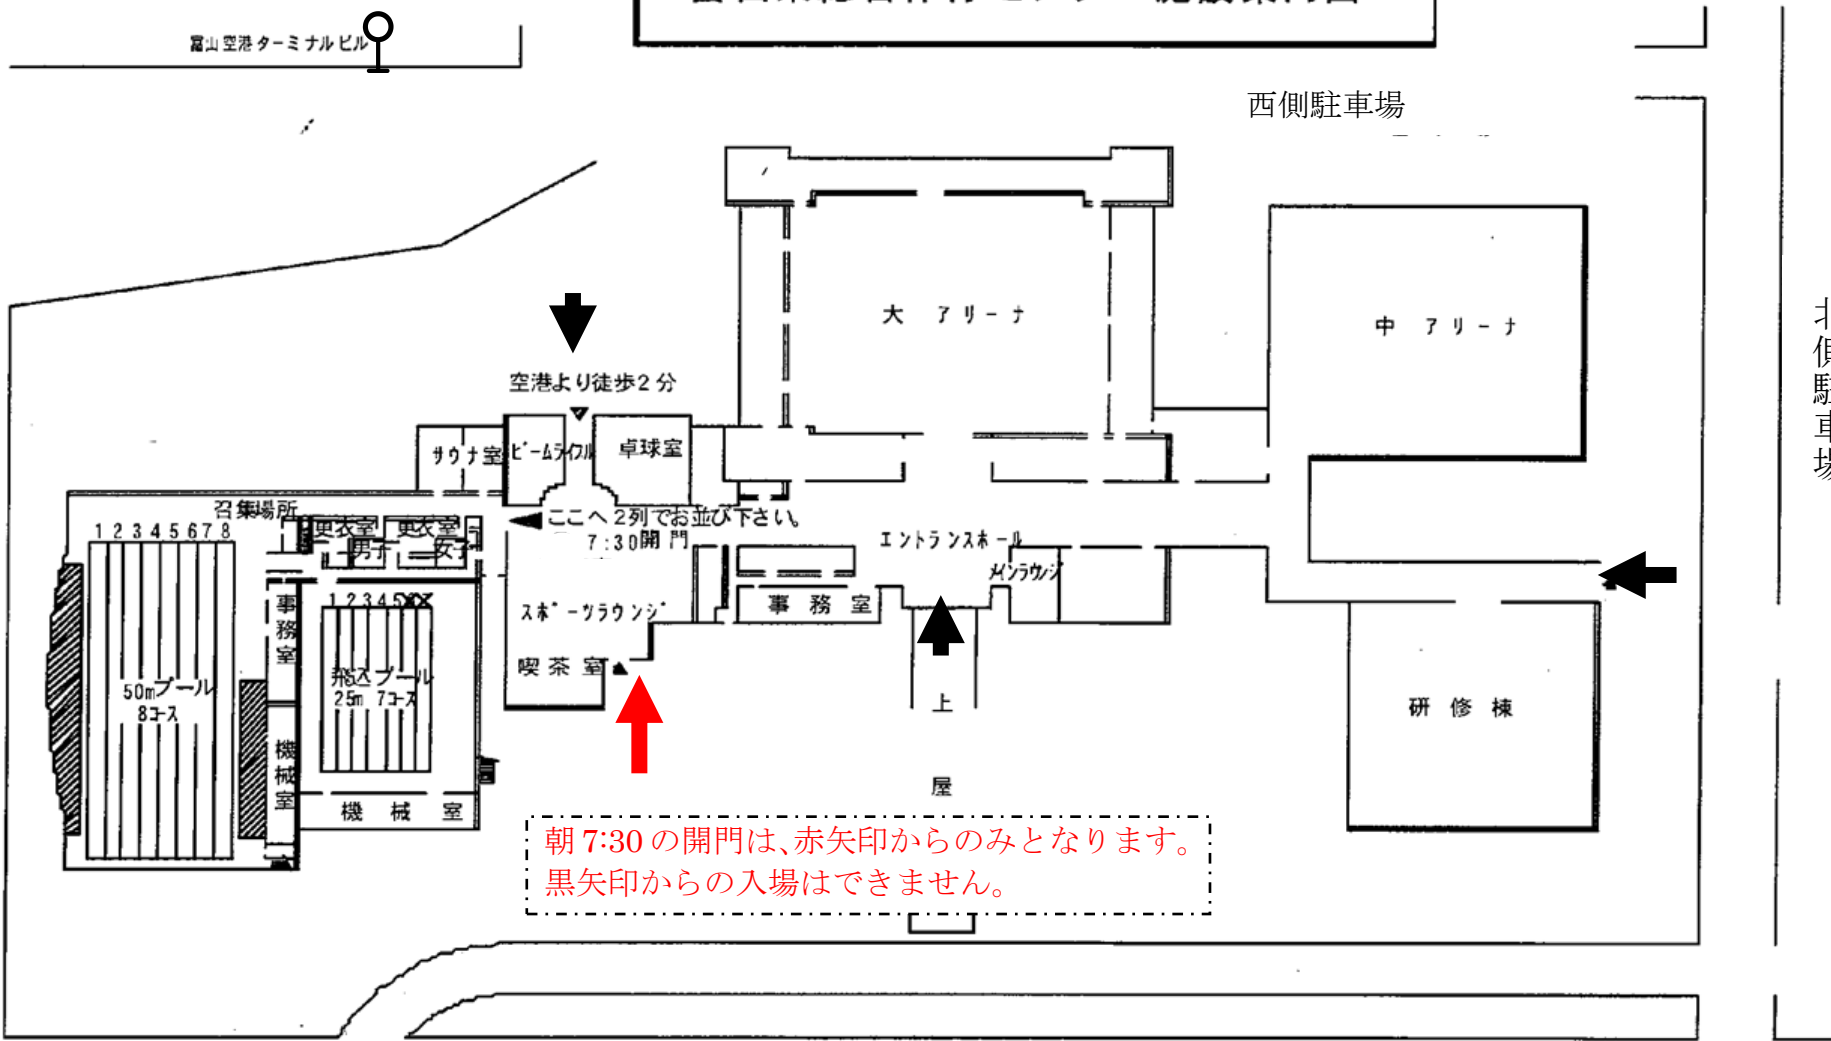 富山空港ターミナルビル
西側駐車場
大 アリーナ
中 アリーナ
北側駐車場
空港より徒歩2分
サウナ室
ビームライフル
卓球室
召集場所
1 2 3 4 5 6 7 8
更衣室
男子
更衣室
女子
ここへ2列でお並び下さい。
7:30開門
エントランスホール
メインラウンジ
事務室
スポーツラウンジ
喫茶室
事務室
1 2 3 4 5
50mプール
8コース
飛込プール
25m 7コース
機械室
機械室
上屋
研修棟
朝7:30の開門は、赤矢印からのみとなります。
黒矢印からの入場はできません。